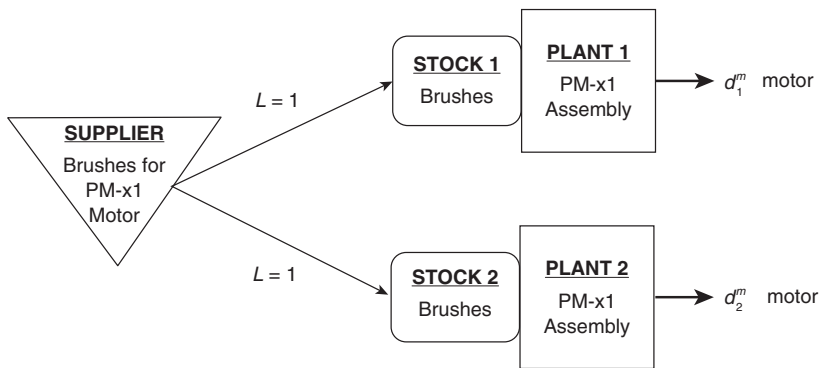 SUPPLIER
Brushes for
PM-x1
Motor
L = 1
L = 1
STOCK 1
Brushes
PLANT 1
PM-x1
Assembly
d₁ᵐ motor
STOCK 2
Brushes
PLANT 2
PM-x1
Assembly
d₂ᵐ motor